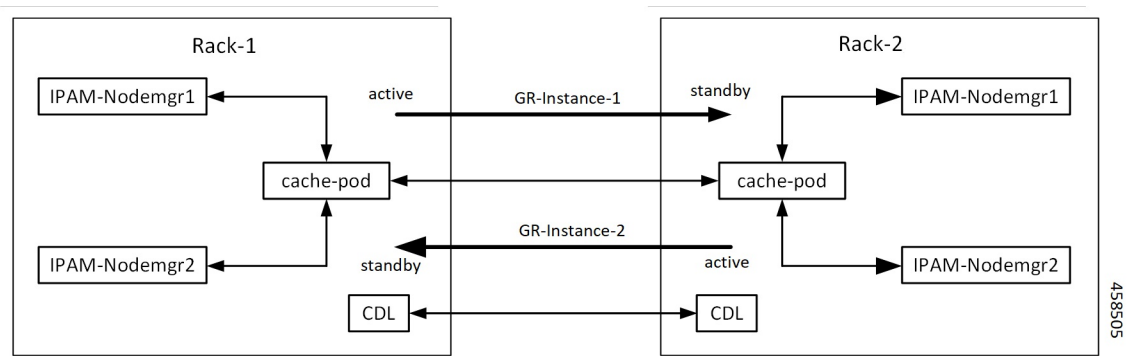 Rack-1
Rack-2
IPAM-Nodemgr1
active
GR-Instance-1
standby
IPAM-Nodemgr1
cache-pod
cache-pod
GR-Instance-2
IPAM-Nodemgr2
standby
active
IPAM-Nodemgr2
CDL
CDL
458505